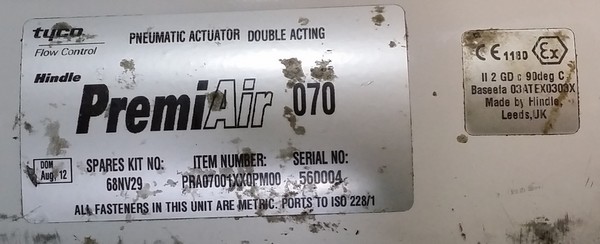 tyco
Flow Control
PNEUMATIC ACTUATOR DOUBLE ACTING
Hindle
PremiAir 070
DOM
Aug. 12
SPARES KIT NO:
68NV29
ITEM NUMBER:
PRA07001XX0PM00
SERIAL NO:
560004
ALL FASTENERS IN THIS UNIT ARE METRIC. PORTS TO ISO 228/1
CE 1180 Ex
II 2 GD c 90deg C
Baseefa 03ATEX0303X
Made by Hindle,
Leeds,UK